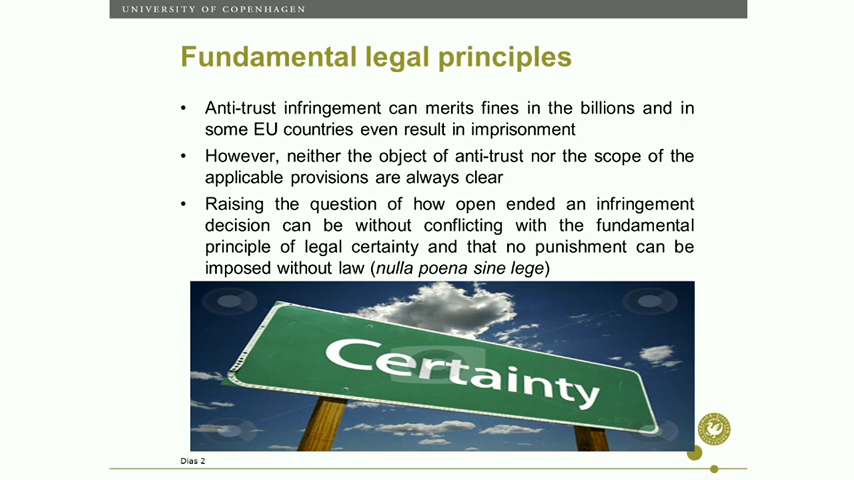 UNIVERSITY OF COPENHAGEN
Fundamental legal principles
• Anti-trust infringement can merits fines in the billions and in
some EU countries even result in imprisonment
• However, neither the object of anti-trust nor the scope of the
applicable provisions are always clear
• Raising the question of how open ended an infringement
decision can be without conflicting with the fundamental
principle of legal certainty and that no punishment can be
imposed without law (nulla poena sine lege)
Certainty
Dias 2